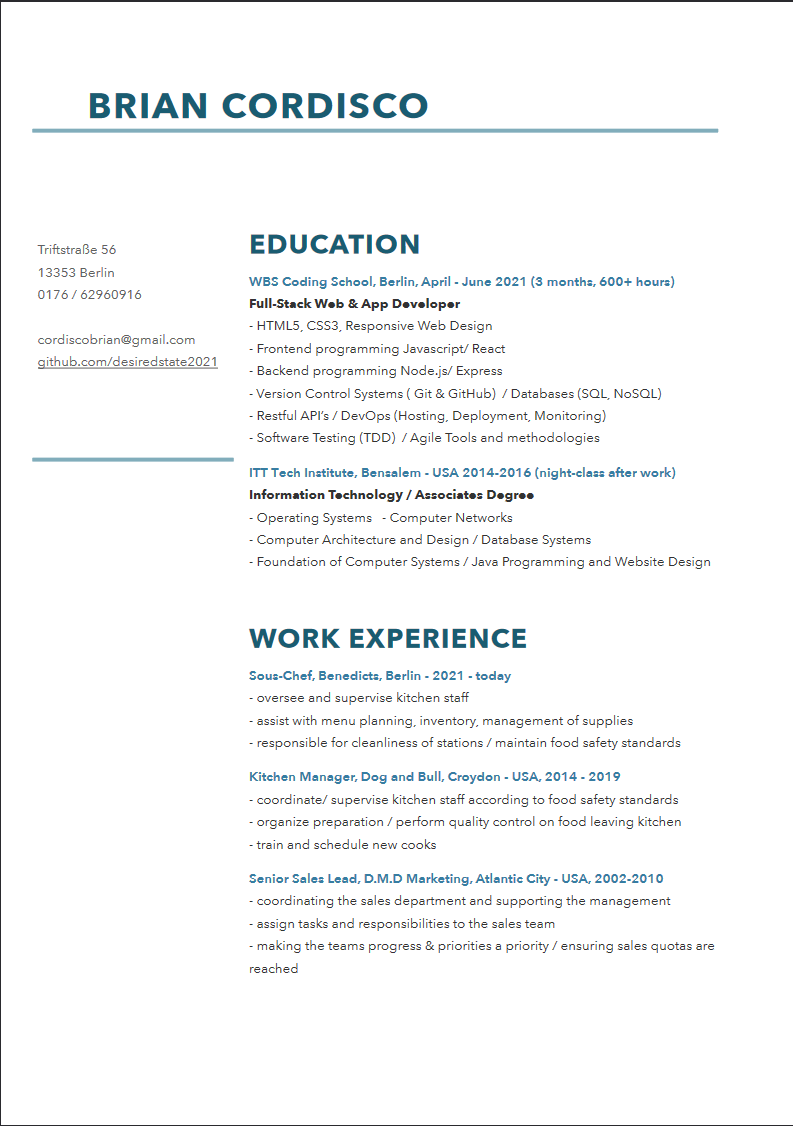 BRIAN CORDISCO
Triftstraße 56
13353 Berlin
0176 / 62960916
cordiscobrian@gmail.com
github.com/desiredstate2021
EDUCATION
WBS Coding School, Berlin, April - June 2021 (3 months, 600+ hours)
Full-Stack Web & App Developer
- HTML5, CSS3, Responsive Web Design
- Frontend programming Javascript/ React
- Backend programming Node.js/ Express
- Version Control Systems ( Git & GitHub)  / Databases (SQL, NoSQL)
- Restful API's / DevOps (Hosting, Deployment, Monitoring)
- Software Testing (TDD)  / Agile Tools and methodologies
ITT Tech Institute, Bensalem - USA 2014-2016 (night-class after work)
Information Technology / Associates Degree
- Operating Systems   - Computer Networks
- Computer Architecture and Design / Database Systems
- Foundation of Computer Systems / Java Programming and Website Design
WORK EXPERIENCE
Sous-Chef, Benedicts, Berlin - 2021 - today
- oversee and supervise kitchen staff
- assist with menu planning, inventory, management of supplies
- responsible for cleanliness of stations / maintain food safety standards
Kitchen Manager, Dog and Bull, Croydon - USA, 2014 - 2019
- coordinate/ supervise kitchen staff according to food safety standards
- organize preparation / perform quality control on food leaving kitchen
- train and schedule new cooks
Senior Sales Lead, D.M.D Marketing, Atlantic City - USA, 2002-2010
- coordinating the sales department and supporting the management
- assign tasks and responsibilities to the sales team
- making the teams progress & priorities a priority / ensuring sales quotas are
reached